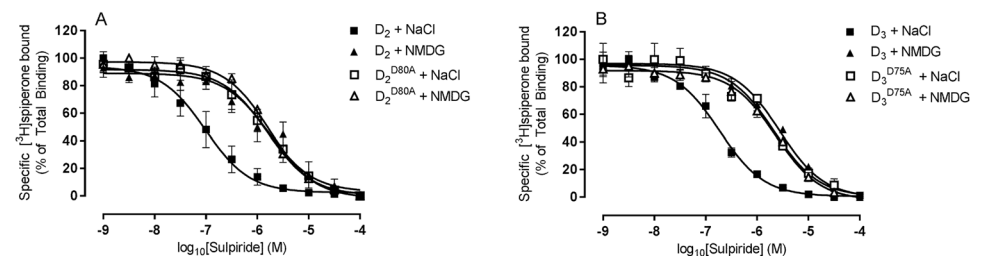 A
Specific [³H]spiperone bound
(% of Total Binding)
120
100
80
60
40
20
0
-9
-8
-7
-6
-5
-4
log₁₀[Sulpiride] (M)
D₂ + NaCl
D₂ + NMDG
D₂ᴰ⁸⁰ᴬ + NaCl
D₂ᴰ⁸⁰ᴬ + NMDG
B
Specific [³H]spiperone bound
(% of Total Binding)
120
100
80
60
40
20
0
-9
-8
-7
-6
-5
-4
log₁₀[Sulpiride] (M)
D₃ + NaCl
D₃ + NMDG
D₃ᴰ⁷⁵ᴬ + NaCl
D₃ᴰ⁷⁵ᴬ + NMDG